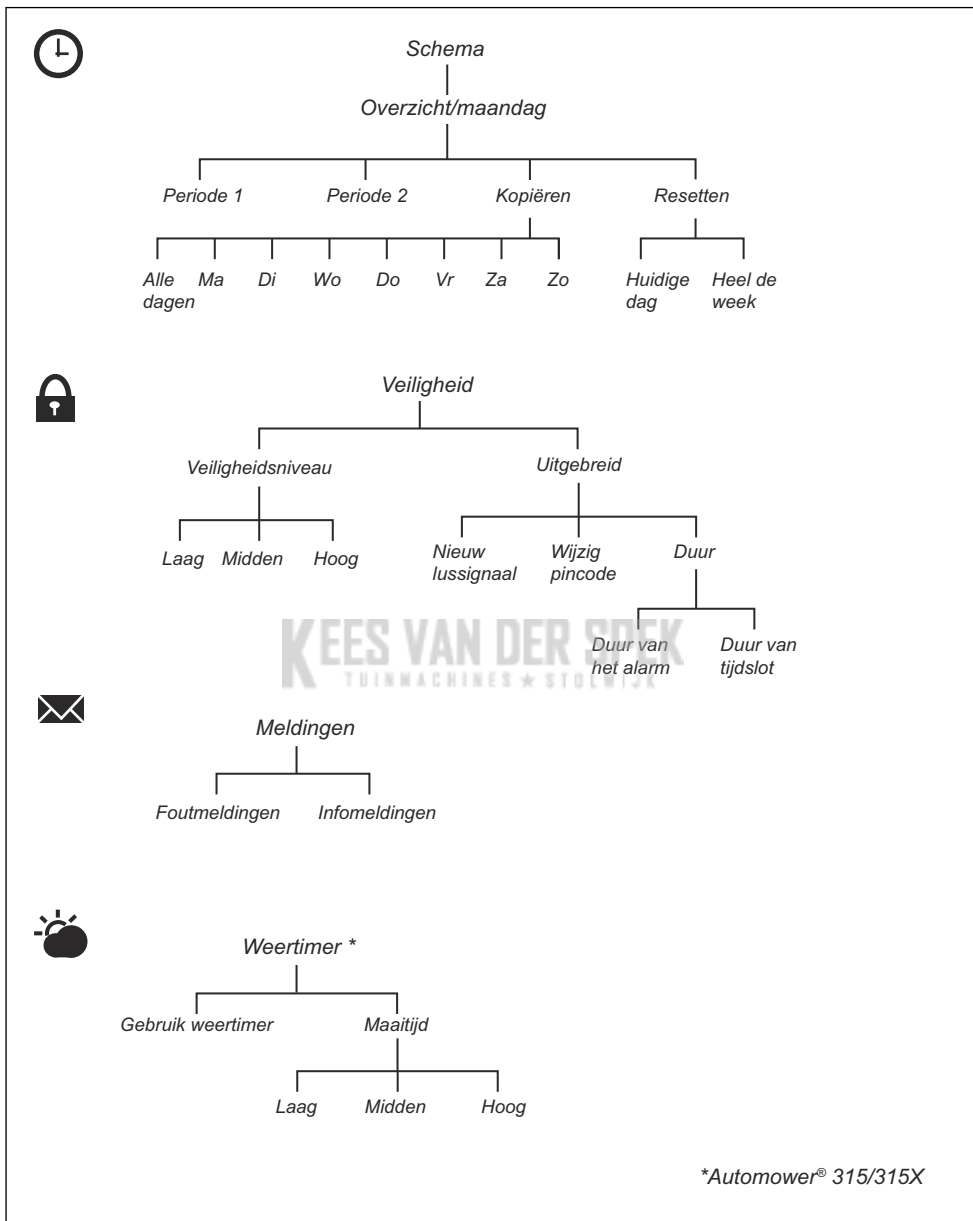 Schema
Overzicht/maandag
Periode 1 Periode 2 Kopiëren Resetten
Alle dagen Ma Di Wo Do Vr Za Zo Huidige dag Heel de week
Veiligheid
Veiligheidsniveau Uitgebreid
Laag Midden Hoog Nieuw lussignaal Wijzig pincode Duur
Duur van het alarm Duur van tijdslot
KEES VAN DER SPEK
TUINMACHINES ★ STOLWIJK
Meldingen
Foutmeldingen Infomeldingen
Weertimer *
Gebruik weertimer Maaitijd
Laag Midden Hoog
*Automower® 315/315X